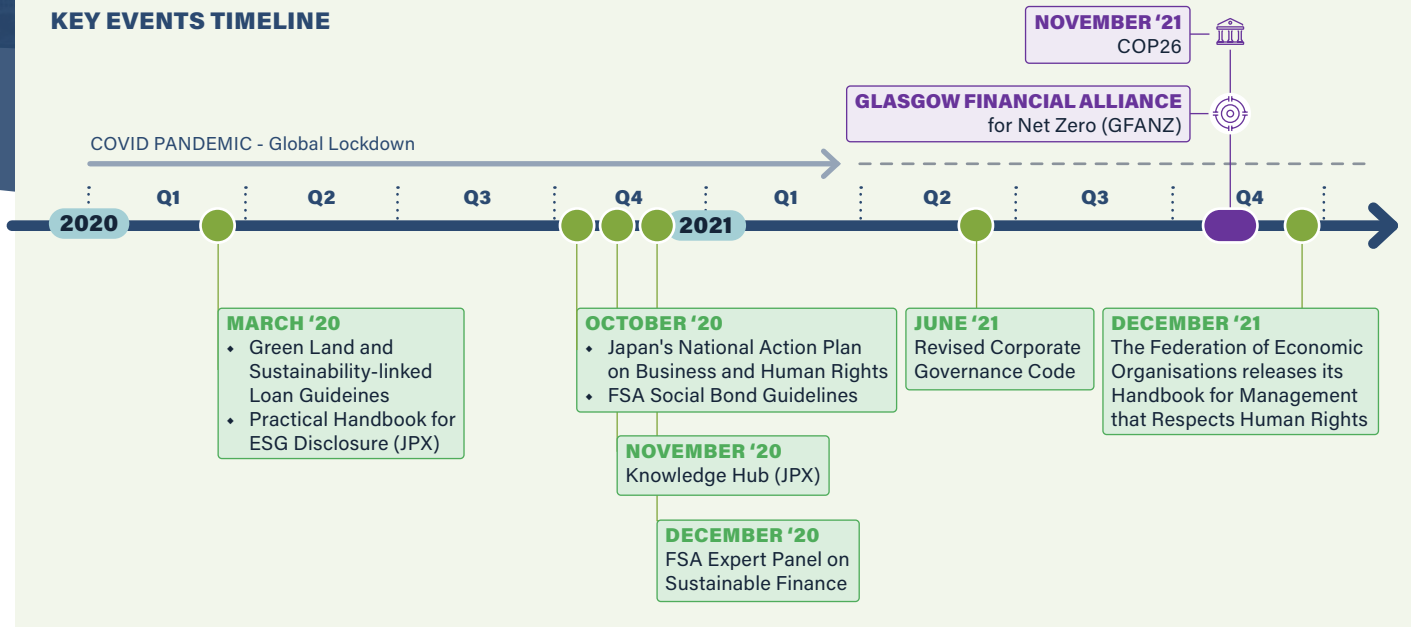 KEY EVENTS TIMELINE
NOVEMBER ‘21
COP26
GLASGOW FINANCIAL ALLIANCE
for Net Zero (GFANZ)
COVID PANDEMIC - Global Lockdown
Q1
Q2
Q3
Q4
Q1
Q2
Q3
Q4
2020
2021
MARCH ‘20
• Green Land and
Sustainability-linked
Loan Guideines
• Practical Handbook for
ESG Disclosure (JPX)
OCTOBER ‘20
• Japan's National Action Plan
on Business and Human Rights
• FSA Social Bond Guidelines
NOVEMBER ‘20
Knowledge Hub (JPX)
DECEMBER ‘20
FSA Expert Panel on
Sustainable Finance
JUNE ‘21
Revised Corporate
Governance Code
DECEMBER ‘21
The Federation of Economic
Organisations releases its
Handbook for Management
that Respects Human Rights